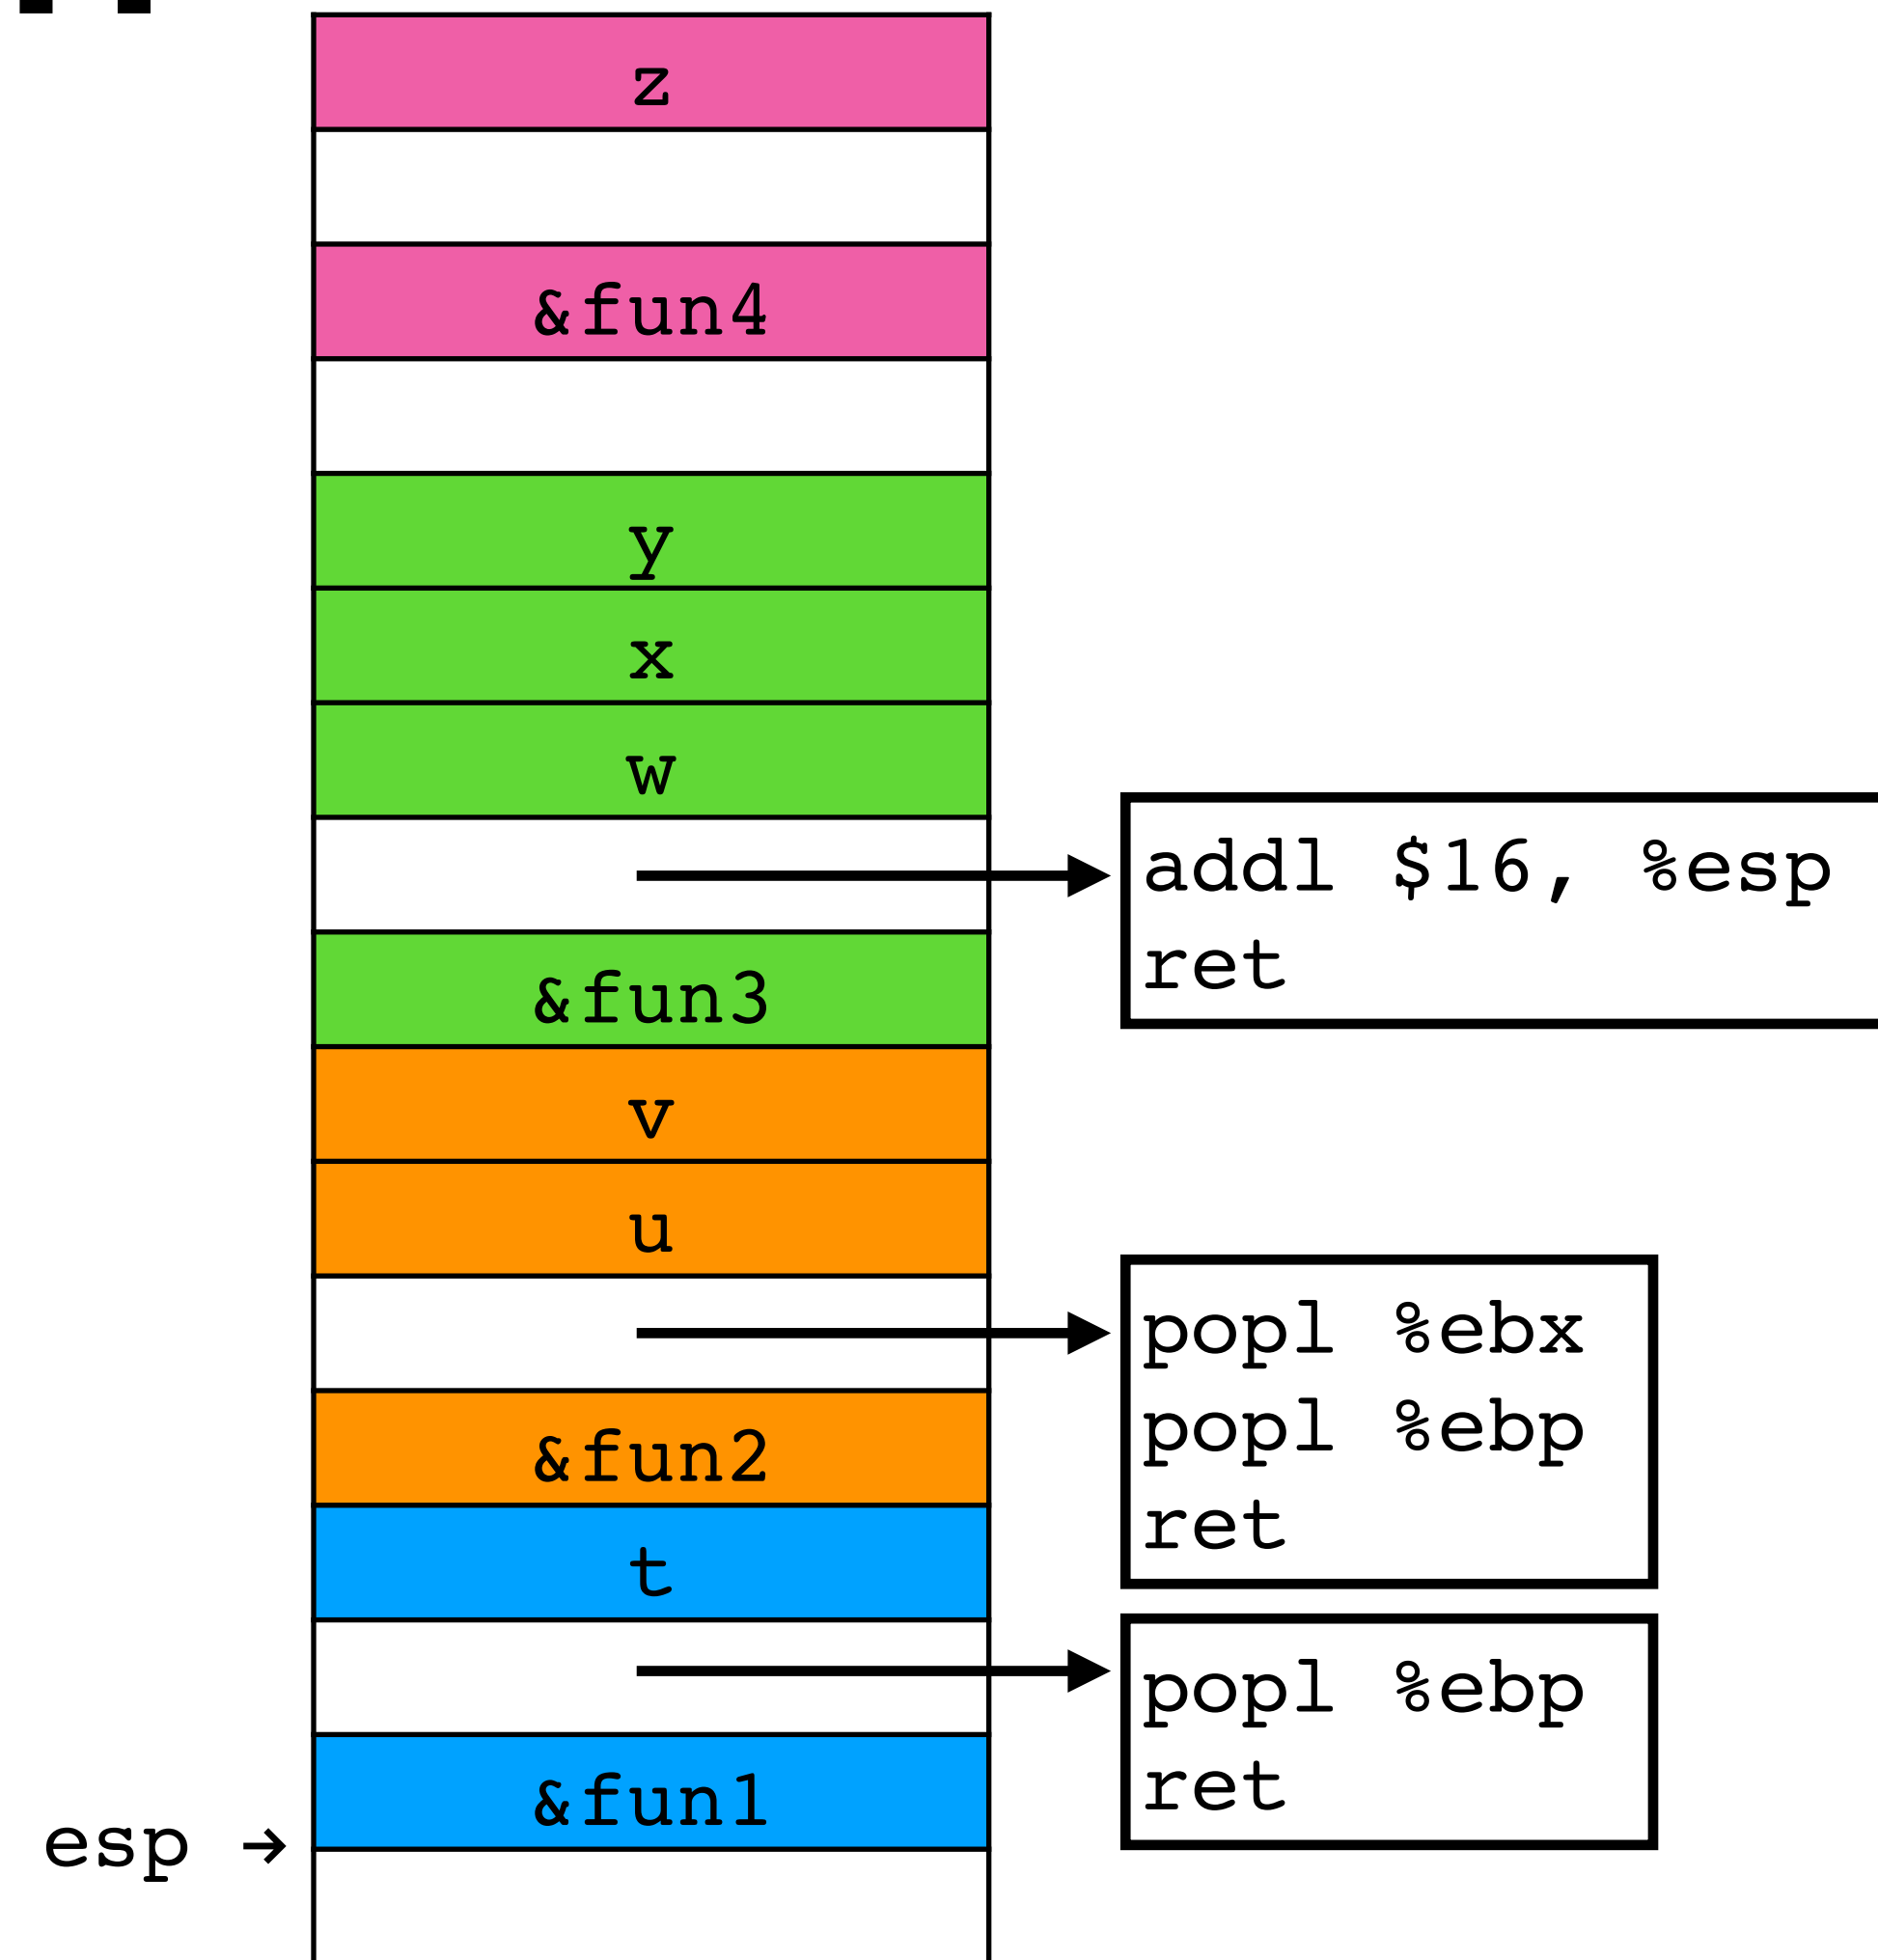 z
&fun4
y
x
w
addl $16, %esp
ret
&fun3
v
u
popl %ebx
popl %ebp
ret
&fun2
t
popl %ebp
ret
&fun1
esp →